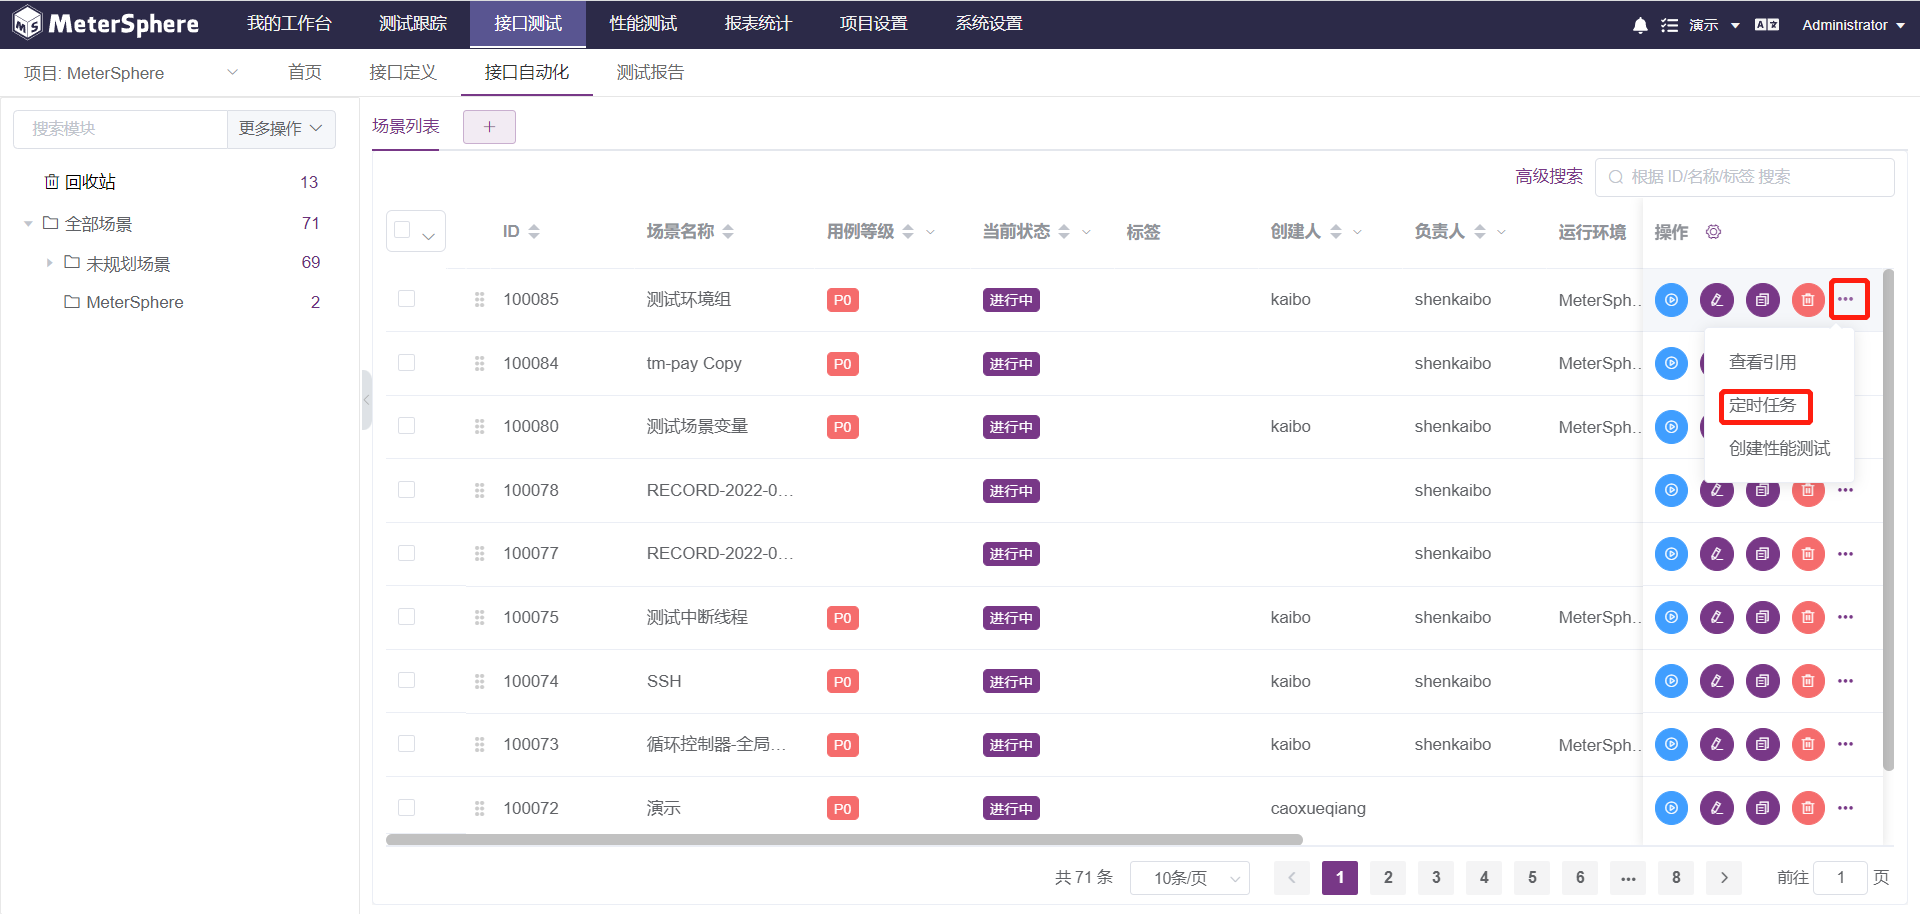 MeterSphere 我的工作台 测试跟踪 接口测试 性能测试 报表统计 项目设置 系统设置 演示 Administrator
项目: MeterSphere 首页 接口定义 接口自动化 测试报告
搜索模块 更多操作
回收站 13
全部场景 71
未规划场景 69
MeterSphere 2
场景列表 +
高级搜索 根据 ID/名称/标签 搜索
ID 场景名称 用例等级 当前状态 标签 创建人 负责人 运行环境 操作
100085 测试环境组 P0 进行中 kaibo shenkaibo MeterSph...
100084 tm-pay Copy P0 进行中 shenkaibo MeterSph...
100080 测试场景变量 P0 进行中 kaibo shenkaibo MeterSph...
100078 RECORD-2022-0... 进行中 shenkaibo
100077 RECORD-2022-0... 进行中 shenkaibo
100075 测试中断线程 P0 进行中 kaibo shenkaibo MeterSph...
100074 SSH P0 进行中 kaibo shenkaibo
100073 循环控制器-全局... P0 进行中 kaibo shenkaibo MeterSph...
100072 演示 P0 进行中 caoxueqiang
查看引用
定时任务
创建性能测试
共 71 条 10条/页 1 2 3 4 5 6 ... 8 前往 1 页